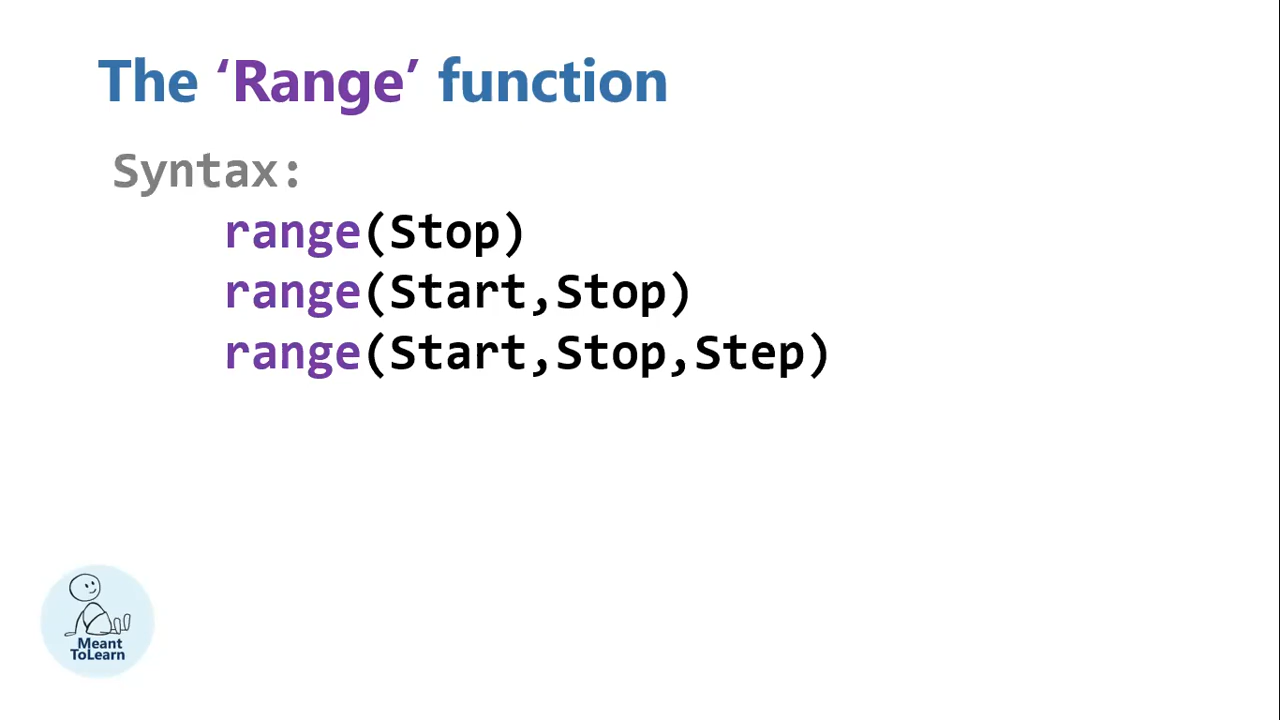 The ‘Range’ function
Syntax:
range(Stop)
range(Start,Stop)
range(Start,Stop,Step)
Meant
ToLearn